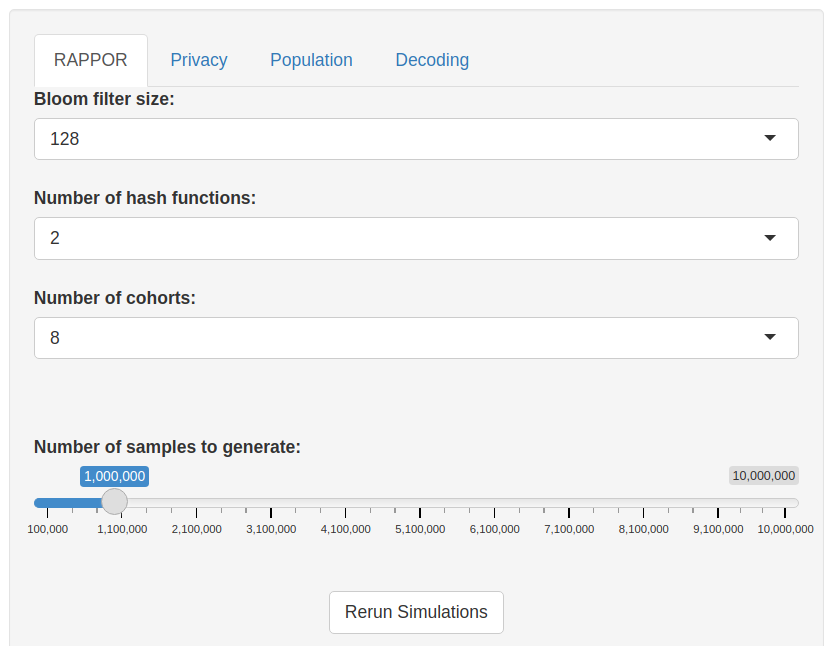 RAPPOR Privacy Population Decoding
Bloom filter size:
128
Number of hash functions:
2
Number of cohorts:
8
Number of samples to generate:
1,000,000 10,000,000
100,000 1,100,000 2,100,000 3,100,000 4,100,000 5,100,000 6,100,000 7,100,000 8,100,000 9,100,000 10,000,000
Rerun Simulations